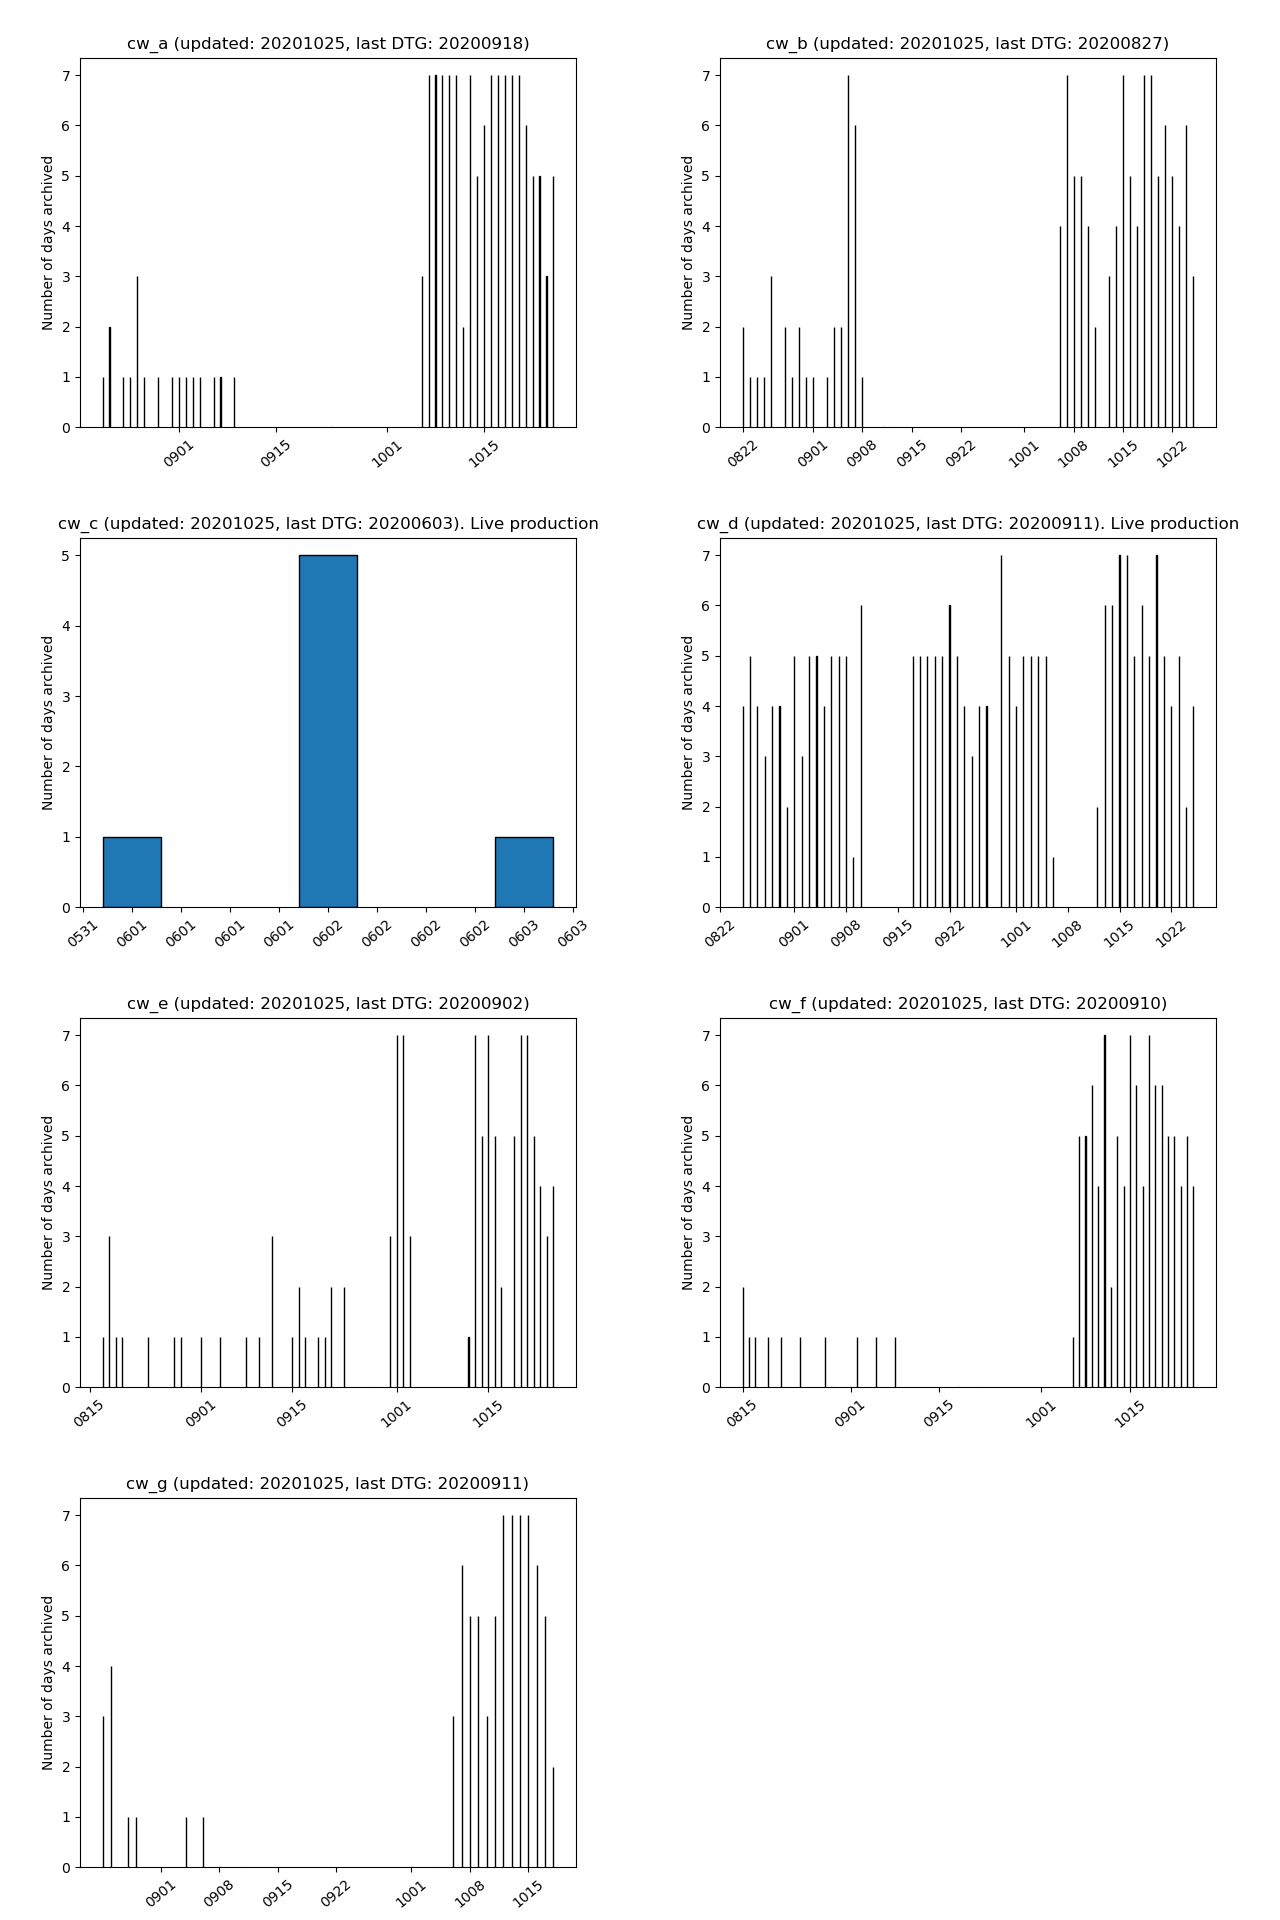 cw_a (updated: 20201025, last DTG: 20200918)
Number of days archived
7
6
5
4
3
2
1
0
0901 0915 1001 1015
cw_b (updated: 20201025, last DTG: 20200827)
Number of days archived
7
6
5
4
3
2
1
0
0822 0901 0908 0915 0922 1001 1008 1015 1022
cw_c (updated: 20201025, last DTG: 20200603). Live production
Number of days archived
5
4
3
2
1
0
0531 0601 0601 0601 0601 0602 0602 0602 0602 0603 0603
cw_d (updated: 20201025, last DTG: 20200911). Live production
Number of days archived
7
6
5
4
3
2
1
0
0822 0901 0908 0915 0922 1001 1008 1015 1022
cw_e (updated: 20201025, last DTG: 20200902)
Number of days archived
7
6
5
4
3
2
1
0
0815 0901 0915 1001 1015
cw_f (updated: 20201025, last DTG: 20200910)
Number of days archived
7
6
5
4
3
2
1
0
0815 0901 0915 1001 1015
cw_g (updated: 20201025, last DTG: 20200911)
Number of days archived
7
6
5
4
3
2
1
0
0901 0908 0915 0922 1001 1008 1015